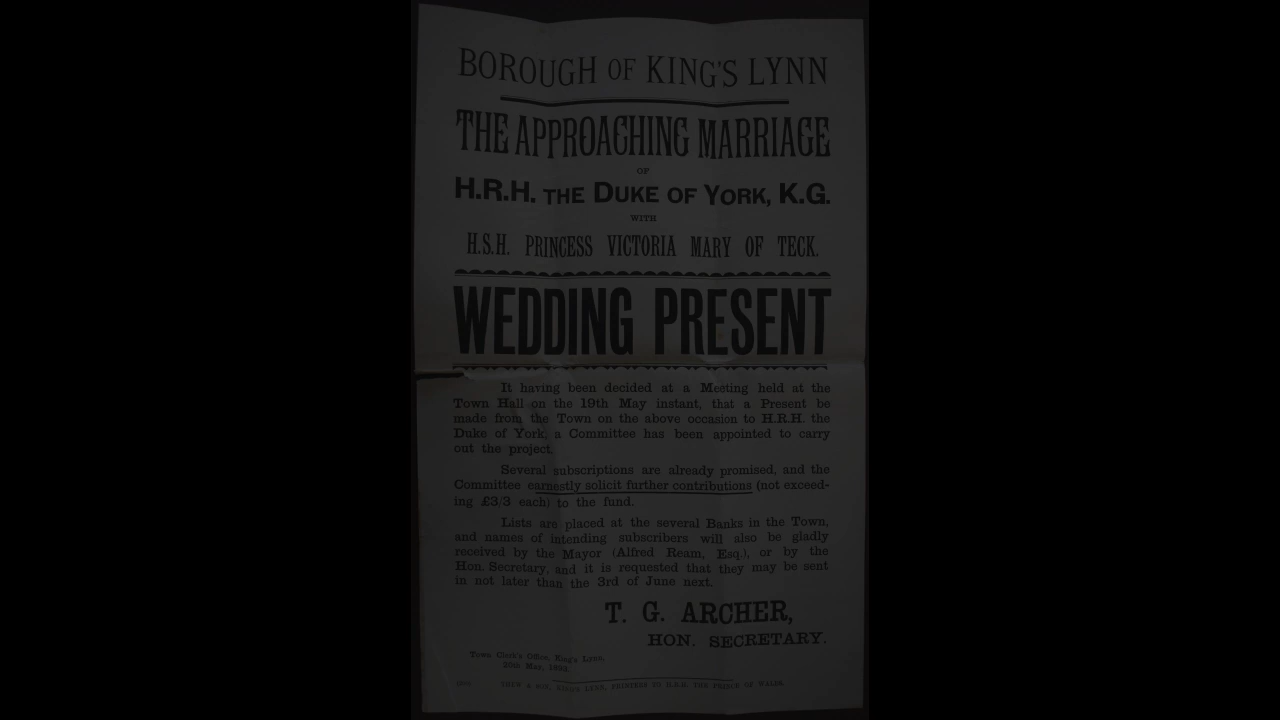 BOROUGH OF KING'S LYNN
THE APPROACHING MARRIAGE
OF
H.R.H. THE DUKE OF YORK, K.G.
WITH
H.S.H. PRINCESS VICTORIA MARY OF TECK.
WEDDING PRESENT
It having been decided at a Meeting held at the
Town Hall on the 19th May instant, that a Present be
made from the Town on the above occasion to H.R.H. the
Duke of York, a Committee has been appointed to carry
out the project.
Several subscriptions are already promised, and the
Committee earnestly solicit further contributions (not exceed-
ing £3/3 each) to the fund.
Lists are placed at the several Banks in the Town,
and names of intending subscribers will also be gladly
received by the Mayor (Alfred Ream, Esq.), or by the
Hon. Secretary, and it is requested that they may be sent
in not later than the 3rd of June next.
T. G. ARCHER,
HON. SECRETARY.
Town Clerk's Office, King's Lynn,
20th May, 1893.
THEW & SON, KING'S LYNN, PRINTERS TO H.R.H. THE PRINCE OF WALES.